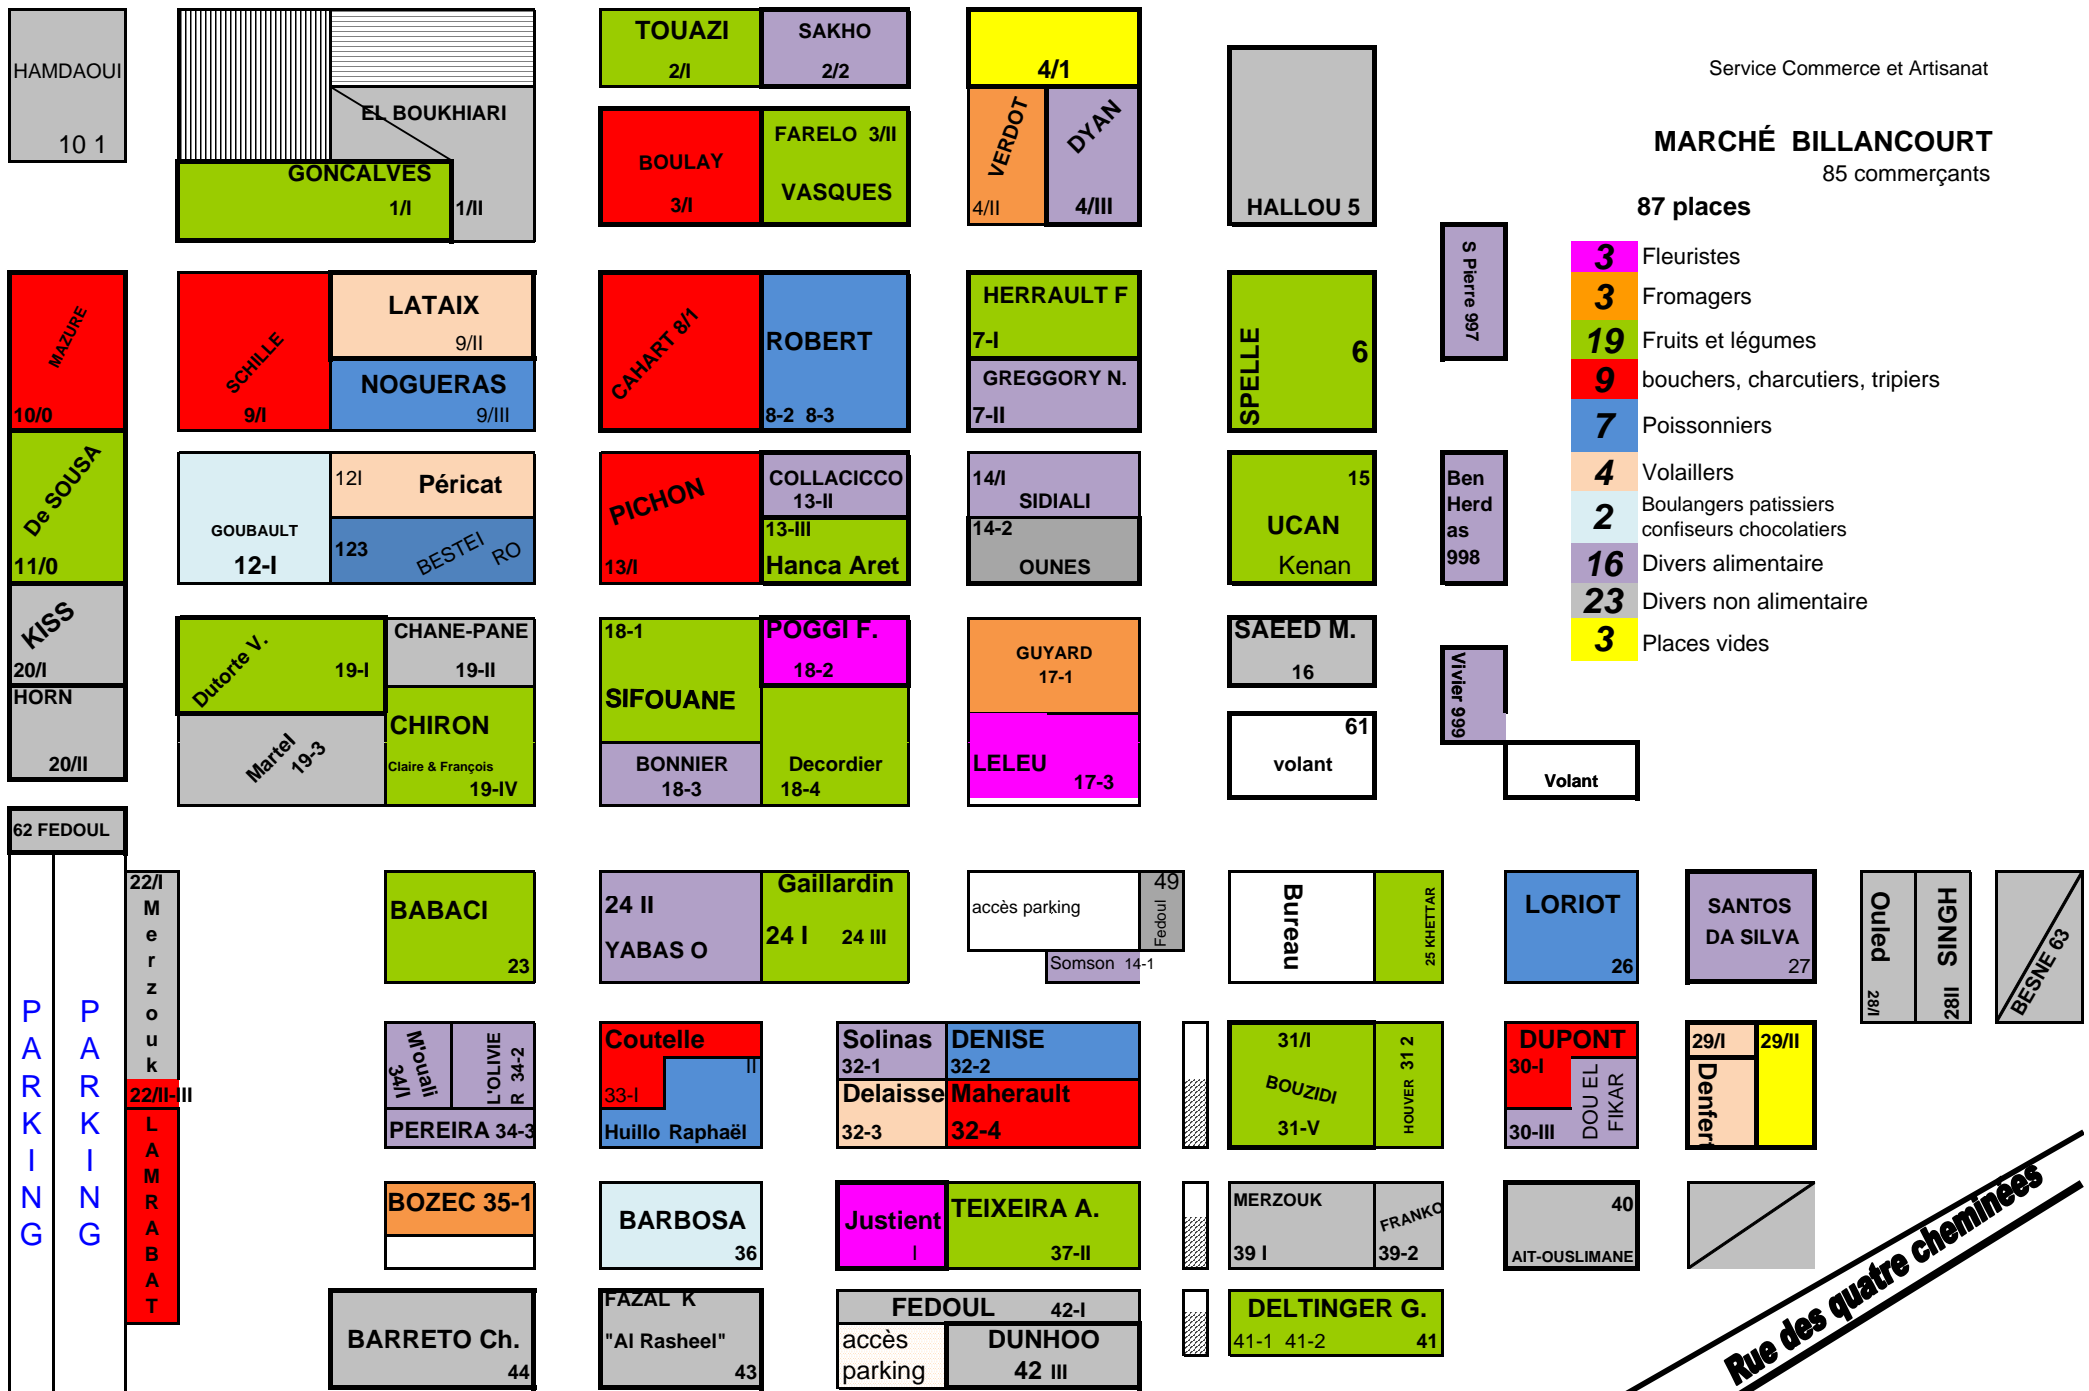 HAMDAOUI
10 1
EL BOUKHIARI
GONCALVES
1/I
1/II
TOUAZI
2/I
SAKHO
2/2
BOULAY
3/I
FARELO 3/II
VASQUES
4/1
VERDOT
4/II
DYAN
4/III
HALLOU 5
Service Commerce et Artisanat
MARCHÉ BILLANCOURT
85 commerçants
87 places
3 Fleuristes
3 Fromagers
19 Fruits et légumes
9 bouchers, charcutiers, tripiers
7 Poissonniers
4 Volaillers
2 Boulangers patissiers
confiseurs chocolatiers
16 Divers alimentaire
23 Divers non alimentaire
3 Places vides
MAZURE
10/0
SCHILLE
9/I
LATAIX
9/II
NOGUERAS
9/III
CAHART 8/1
ROBERT
8-2 8-3
HERRAULT F
7-I
GREGGORY N.
7-II
SPELLE
6
S Pierre 997
De SOUSA
11/0
GOUBAULT
12-I
12I
Péricat
123
BESTEI RO
PICHON
13/I
COLLACICCO
13-II
13-III
Hanca Aret
14/I
SIDIALI
14-2
OUNES
15
UCAN
Kenan
Ben
Herd
as
998
KISS
20/I
HORN
20/II
Dutorte V.
19-I
CHANE-PANE
19-II
Martel
19-3
CHIRON
Claire & François
19-IV
18-1
SIFOUANE
POGGI F.
18-2
BONNIER
18-3
Decordier
18-4
GUYARD
17-1
LELEU
17-3
SAEED M.
16
61
volant
Vivier 999
Volant
62 FEDOUL
PARKING
PARKING
22/I
Merzouk
22/II-III
LAMRABAT
BABACI
23
24 II
YABAS O
Gaillardin
24 I 24 III
accès parking
49
Fedoul
Somson 14-1
Bureau
25 KHETTAR
LORIOT
26
SANTOS
DA SILVA
27
Ouled
28/I
SINGH
28II
BESNE 63
M'ouali
34/I
L'OLIVIE
R 34-2
PEREIRA 34-3
Coutelle
33-I
II
Huillo Raphaël
Solinas
32-1
DENISE
32-2
Delaisse
32-3
Maherault
32-4
31/I
BOUZIDI
31-V
HOUVER 31 2
DUPONT
30-I
30-III
DOU EL
FIKAR
29/I
Denfert
29/II
BOZEC 35-1
BARBOSA
36
Justient
I
TEIXEIRA A.
37-II
MERZOUK
39 I
FRANKO
39-2
40
AIT-OUSLIMANE
Rue des quatre cheminées
BARRETO Ch.
44
FAZAL K
"Al Rasheel"
43
FEDOUL 42-I
accès
parking
DUNHOO
42 III
DELTINGER G.
41-1 41-2 41